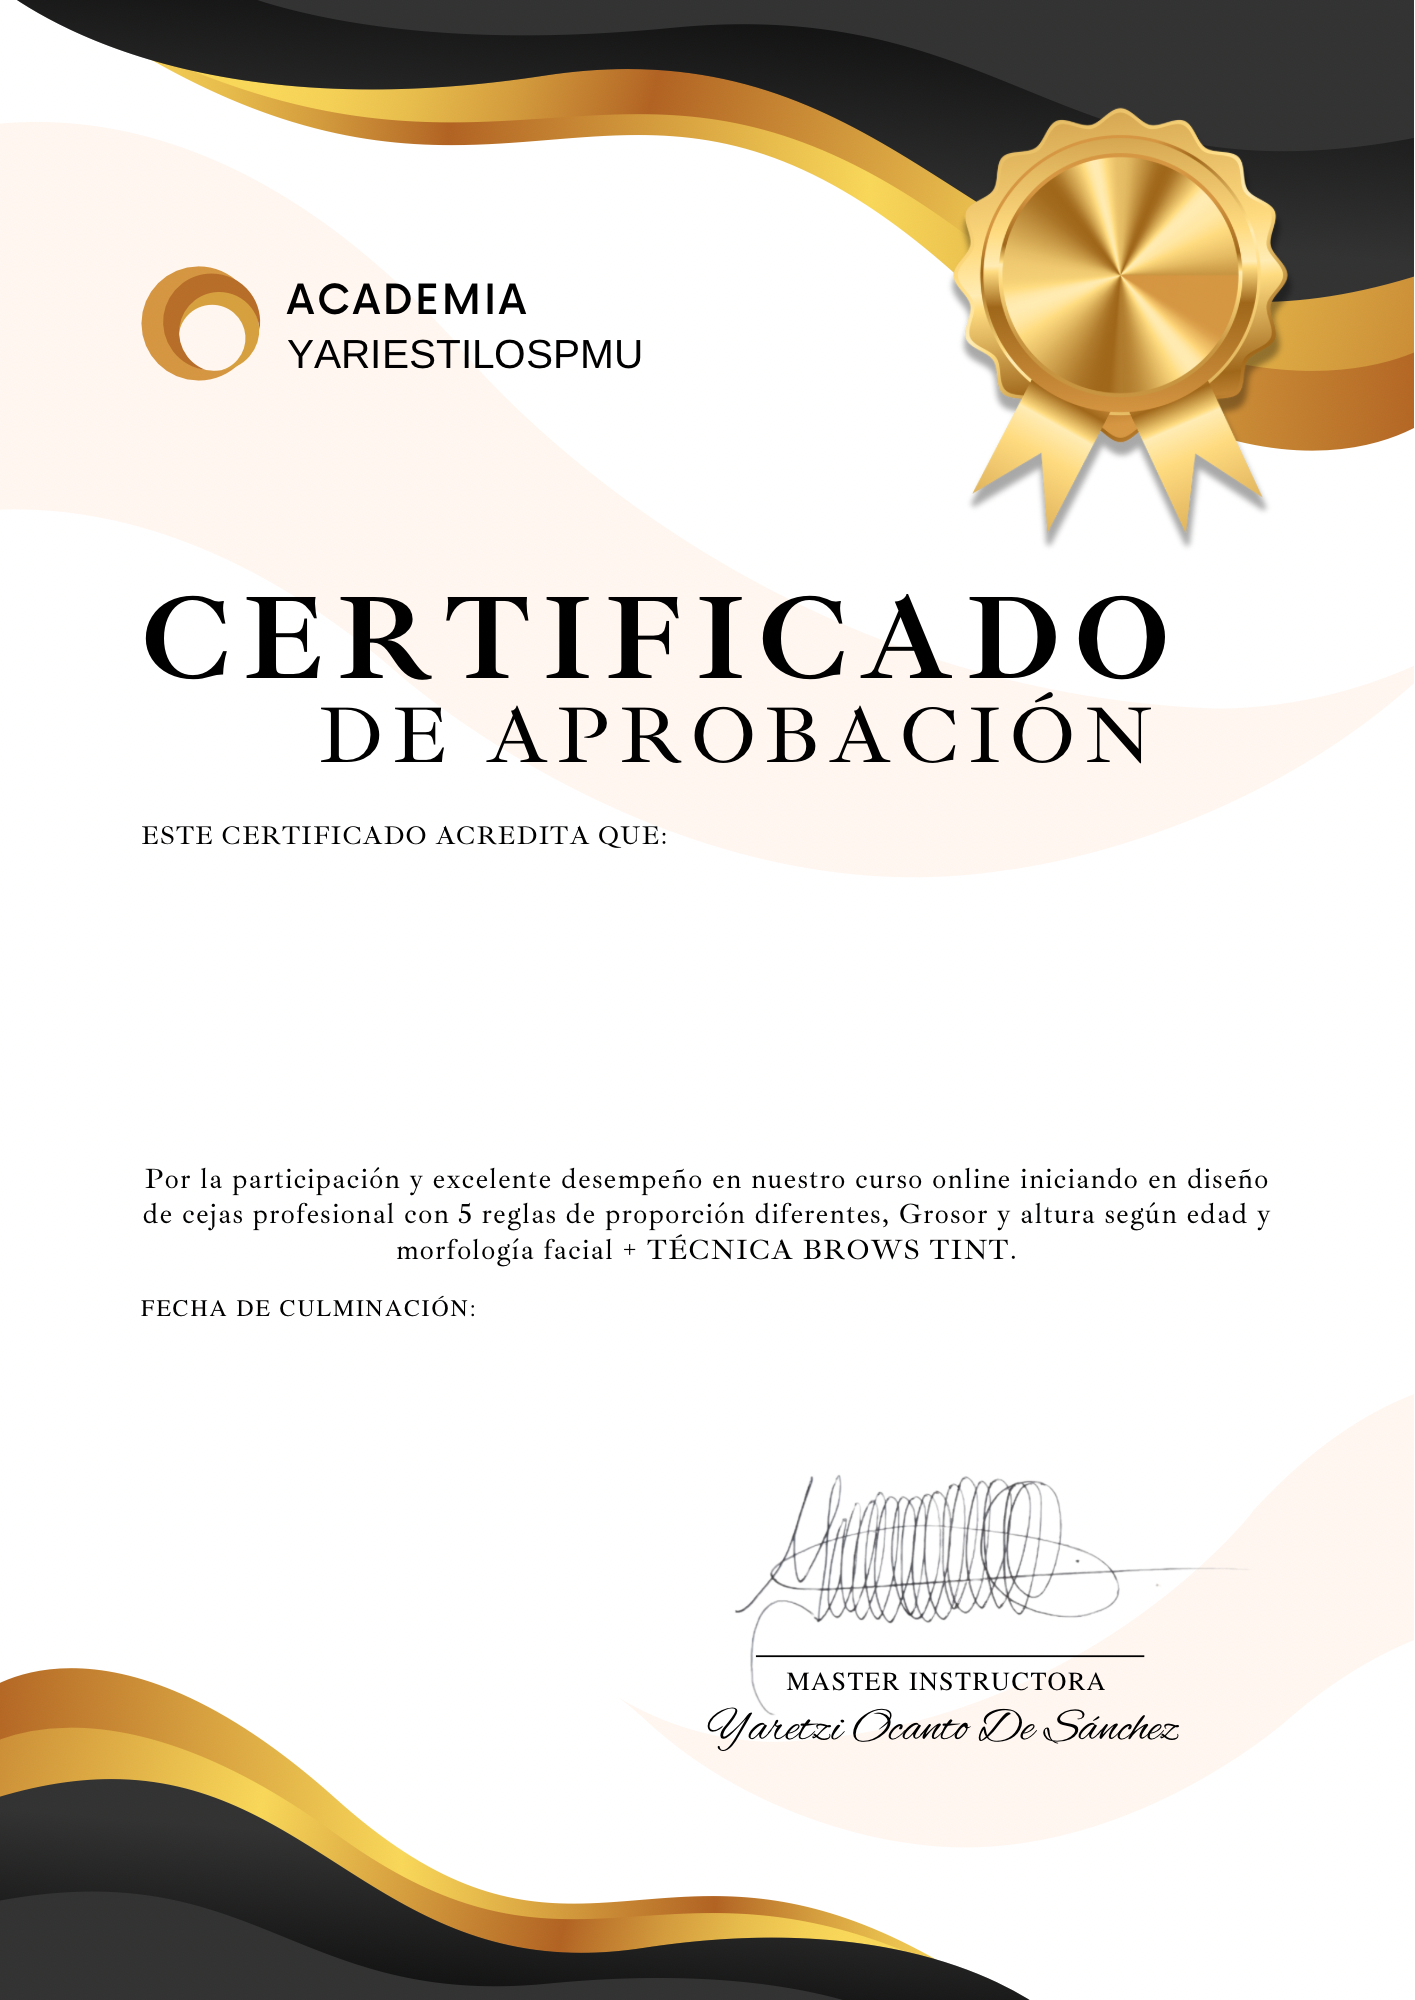 ACADEMIA
YARIESTILOSPMU
CERTIFICADO
DE APROBACIÓN
ESTE CERTIFICADO ACREDITA QUE:
Por la participación y excelente desempeño en nuestro curso online iniciando en diseño
de cejas profesional con 5 reglas de proporción diferentes, Grosor y altura según edad y
morfología facial + TÉCNICA BROWS TINT.
FECHA DE CULMINACIÓN:
MASTER INSTRUCTORA
Yaretzi Ocanto De Sánchez